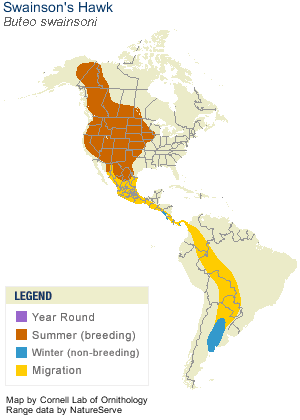 Swainson's Hawk
Buteo swainsoni
LEGEND
Year Round
Summer (breeding)
Winter (non-breeding)
Migration
Map by Cornell Lab of Ornithology
Range data by NatureServe